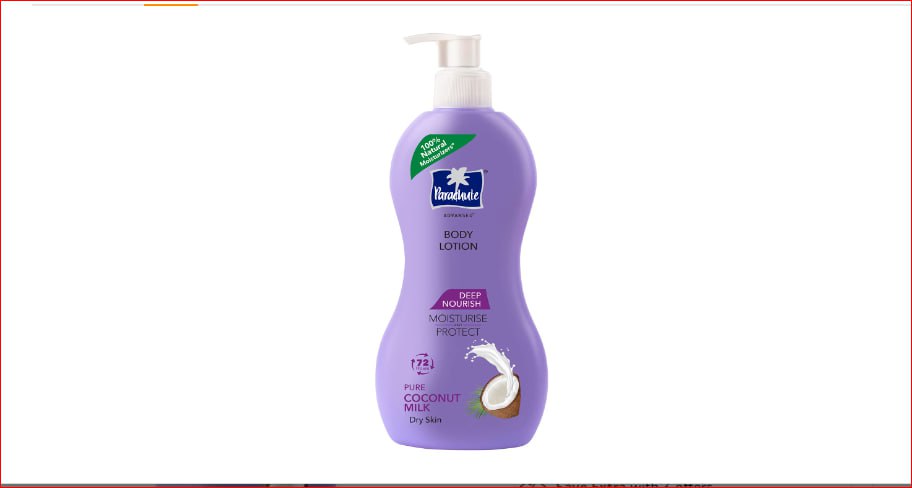 100%
Natural
Moisturizers*
Parachute
ADVANSED
BODY
LOTION
DEEP
NOURISH
MOISTURISE
PROTECT
72
PURE
COCONUT
MILK
Dry Skin